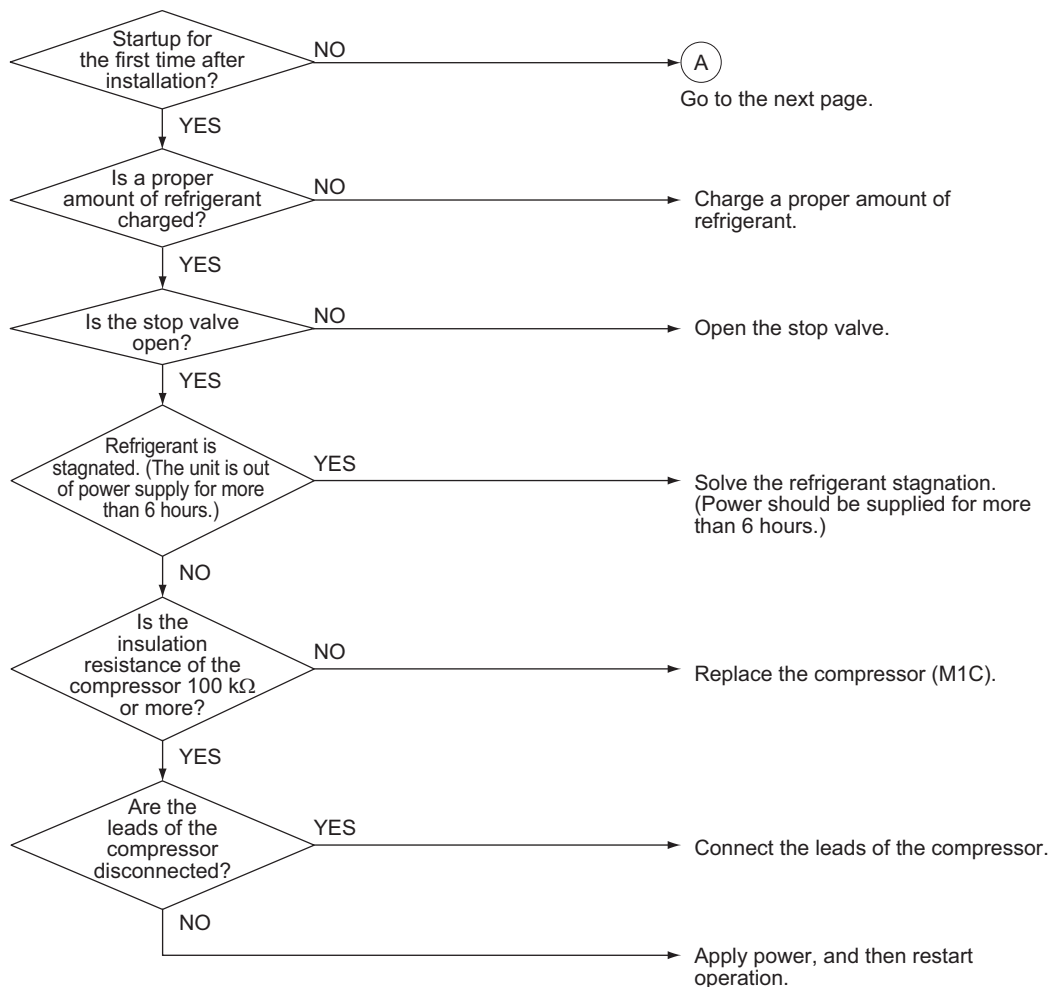 Startup for
the first time after
installation?
NO
A
Go to the next page.
YES
Is a proper
amount of refrigerant
charged?
NO
Charge a proper amount of
refrigerant.
YES
Is the stop valve
open?
NO
Open the stop valve.
YES
Refrigerant is
stagnated. (The unit is out
of power supply for more
than 6 hours.)
YES
Solve the refrigerant stagnation.
(Power should be supplied for more
than 6 hours.)
NO
Is the
insulation
resistance of the
compressor 100 kΩ
or more?
NO
Replace the compressor (M1C).
YES
Are the
leads of the
compressor
disconnected?
YES
Connect the leads of the compressor.
NO
Apply power, and then restart
operation.